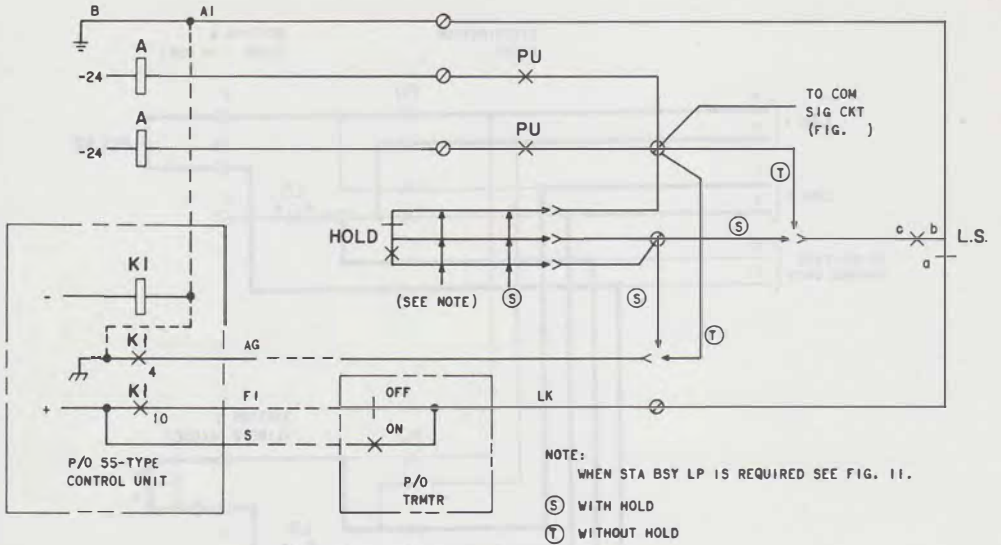 B A1
A
-24
PU
A
-24
PU
TO COM
SIG CKT
(FIG. )
T
HOLD
S
c b
L.S.
a
(SEE NOTE) S
S
T
K1
-
K1
4
AG
K1
+
10
F1
S
OFF
ON
LK
P/O 55-TYPE
CONTROL UNIT
P/O
TRMTR
NOTE:
WHEN STA BSY LP IS REQUIRED SEE FIG. 11.
S WITH HOLD
T WITHOUT HOLD